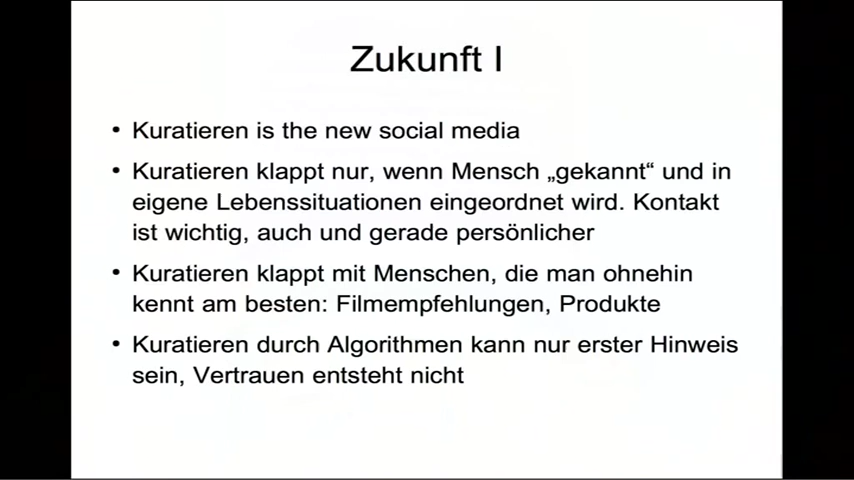 Zukunft I
• Kuratieren is the new social media
• Kuratieren klappt nur, wenn Mensch „gekannt“ und in
eigene Lebenssituationen eingeordnet wird. Kontakt
ist wichtig, auch und gerade persönlicher
• Kuratieren klappt mit Menschen, die man ohnehin
kennt am besten: Filmempfehlungen, Produkte
• Kuratieren durch Algorithmen kann nur erster Hinweis
sein, Vertrauen entsteht nicht